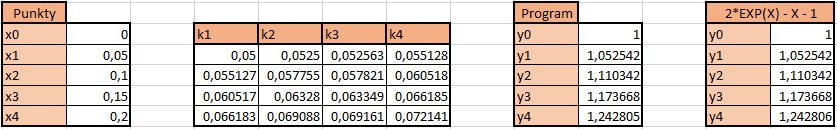 Punkty Program 2*EXP(X) - X - 1
x0 0 k1 k2 k3 k4 y0 1 y0 1
x1 0,05 0,05 0,0525 0,052563 0,055128 y1 1,052542 y1 1,052542
x2 0,1 0,055127 0,057755 0,057821 0,060518 y2 1,110342 y2 1,110342
x3 0,15 0,060517 0,06328 0,063349 0,066185 y3 1,173668 y3 1,173668
x4 0,2 0,066183 0,069088 0,069161 0,072141 y4 1,242805 y4 1,242806